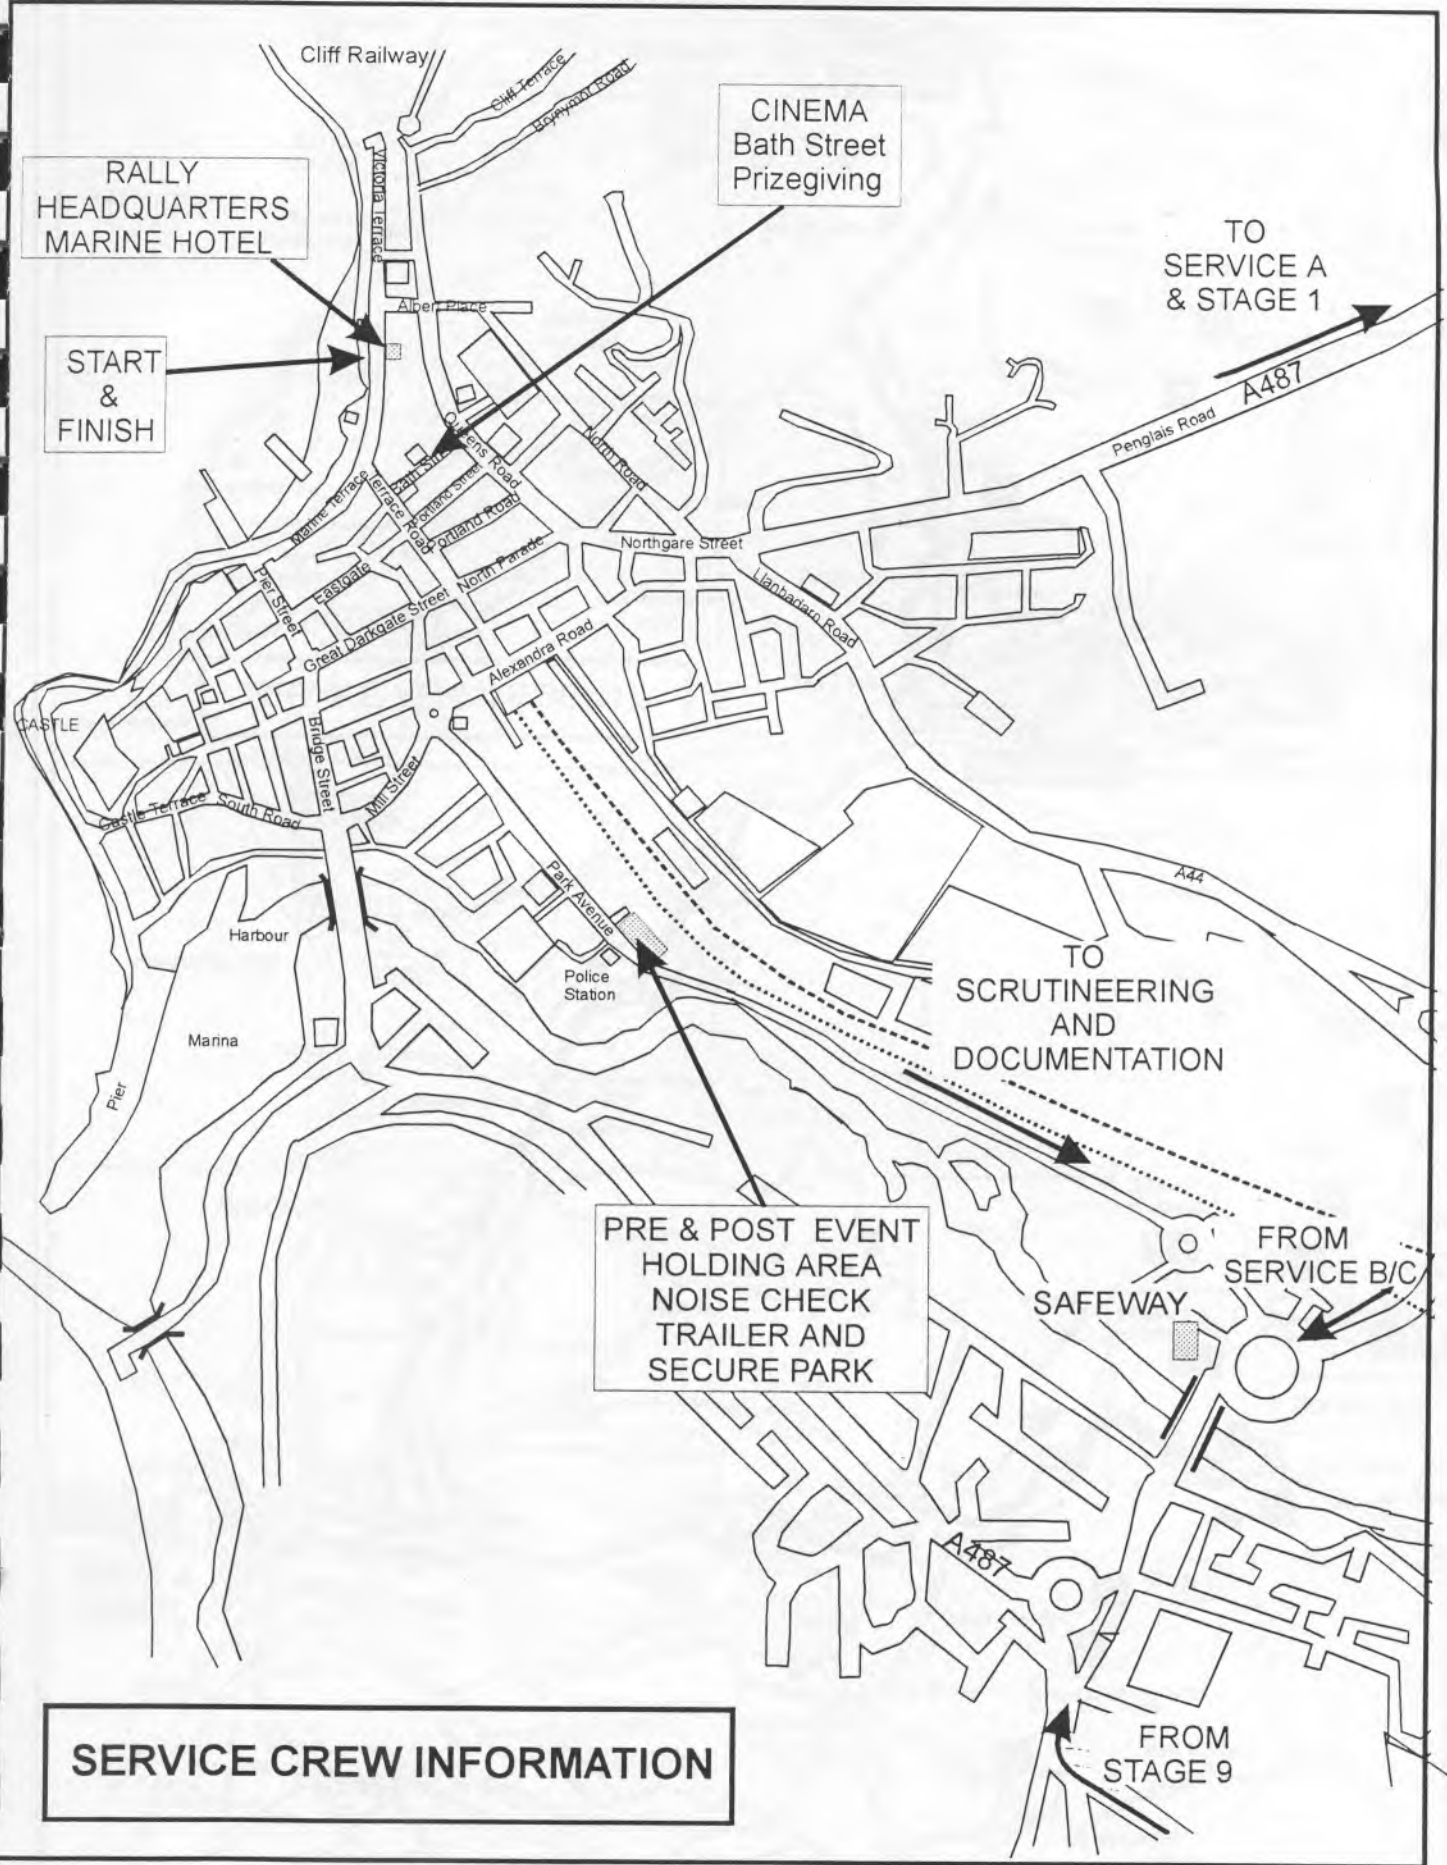 Cliff Railway
Cliff Terrace
Brynymor Road
CINEMA
Bath Street
Prizegiving
RALLY
HEADQUARTERS
MARINE HOTEL
Victoria Terrace
TO
SERVICE A
& STAGE 1
Albert Place
START
&
FINISH
A487
Penglais Road
Queens Road
North Road
Bath Street
Portland Street
Marine Terrace
Terrace Road
Portland Road
Northgare Street
North Parade
Pier Street
Eastgate
Llanbadarn Road
Great Darkgate Street
Alexandra Road
CASTLE
Bridge Street
Mill Street
Castle Terrace
South Road
Park Avenue
A44
Harbour
Police
Station
TO
SCRUTINEERING
AND
DOCUMENTATION
Marina
Pier
PRE & POST EVENT
HOLDING AREA
NOISE CHECK
TRAILER AND
SECURE PARK
FROM
SERVICE B/C
SAFEWAY
A487
FROM
STAGE 9
SERVICE CREW INFORMATION